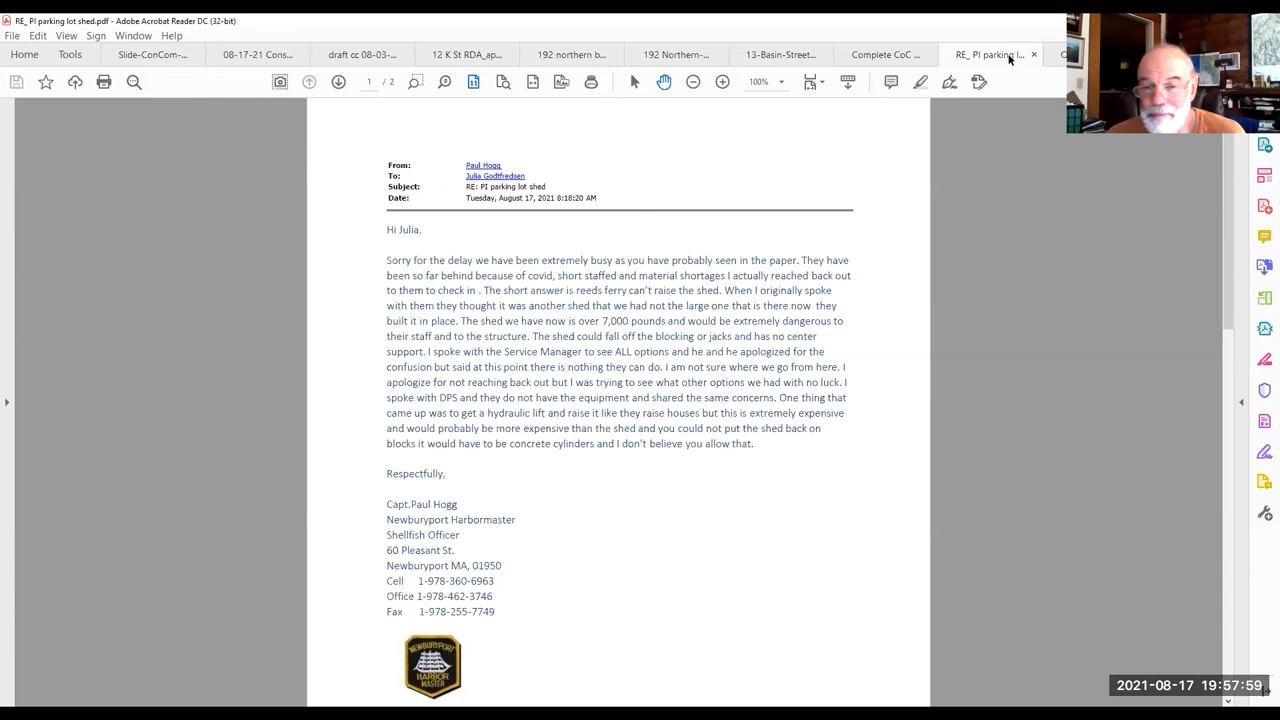 RE_ PI parking lot shed.pdf - Adobe Acrobat Reader DC (32-bit)
File Edit View Sign Window Help
Home Tools Slide-ConCom-... 08-17-21 Cons... draft cc 08-03-... 12 K St RDA_ap... 192 northern b... 192 Northern-... 13-Basin-Street... Complete CoC ... RE_ PI parking l... ×
1 / 2 100%
From: Paul Hogg
To: Julia Godtfredsen
Subject: RE: PI parking lot shed
Date: Tuesday, August 17, 2021 8:18:20 AM
Hi Julia,
Sorry for the delay we have been extremely busy as you have probably seen in the paper. They have
been so far behind because of covid, short staffed and material shortages I actually reached back out
to them to check in . The short answer is reeds ferry can't raise the shed. When I originally spoke
with them they thought it was another shed that we had not the large one that is there now they
built it in place. The shed we have now is over 7,000 pounds and would be extremely dangerous to
their staff and to the structure. The shed could fall off the blocking or jacks and has no center
support. I spoke with the Service Manager to see ALL options and he and he apologized for the
confusion but said at this point there is nothing they can do. I am not sure where we go from here. I
apologize for not reaching back out but I was trying to see what other options we had with no luck. I
spoke with DPS and they do not have the equipment and shared the same concerns. One thing that
came up was to get a hydraulic lift and raise it like they raise houses but this is extremely expensive
and would probably be more expensive than the shed and you could not put the shed back on
blocks it would have to be concrete cylinders and I don't believe you allow that.
Respectfully,
Capt.Paul Hogg
Newburyport Harbormaster
Shellfish Officer
60 Pleasant St.
Newburyport MA, 01950
Cell 1-978-360-6963
Office 1-978-462-3746
Fax 1-978-255-7749
NEWBURYPORT
HARBOR
MASTER
2021-08-17 19:57:59